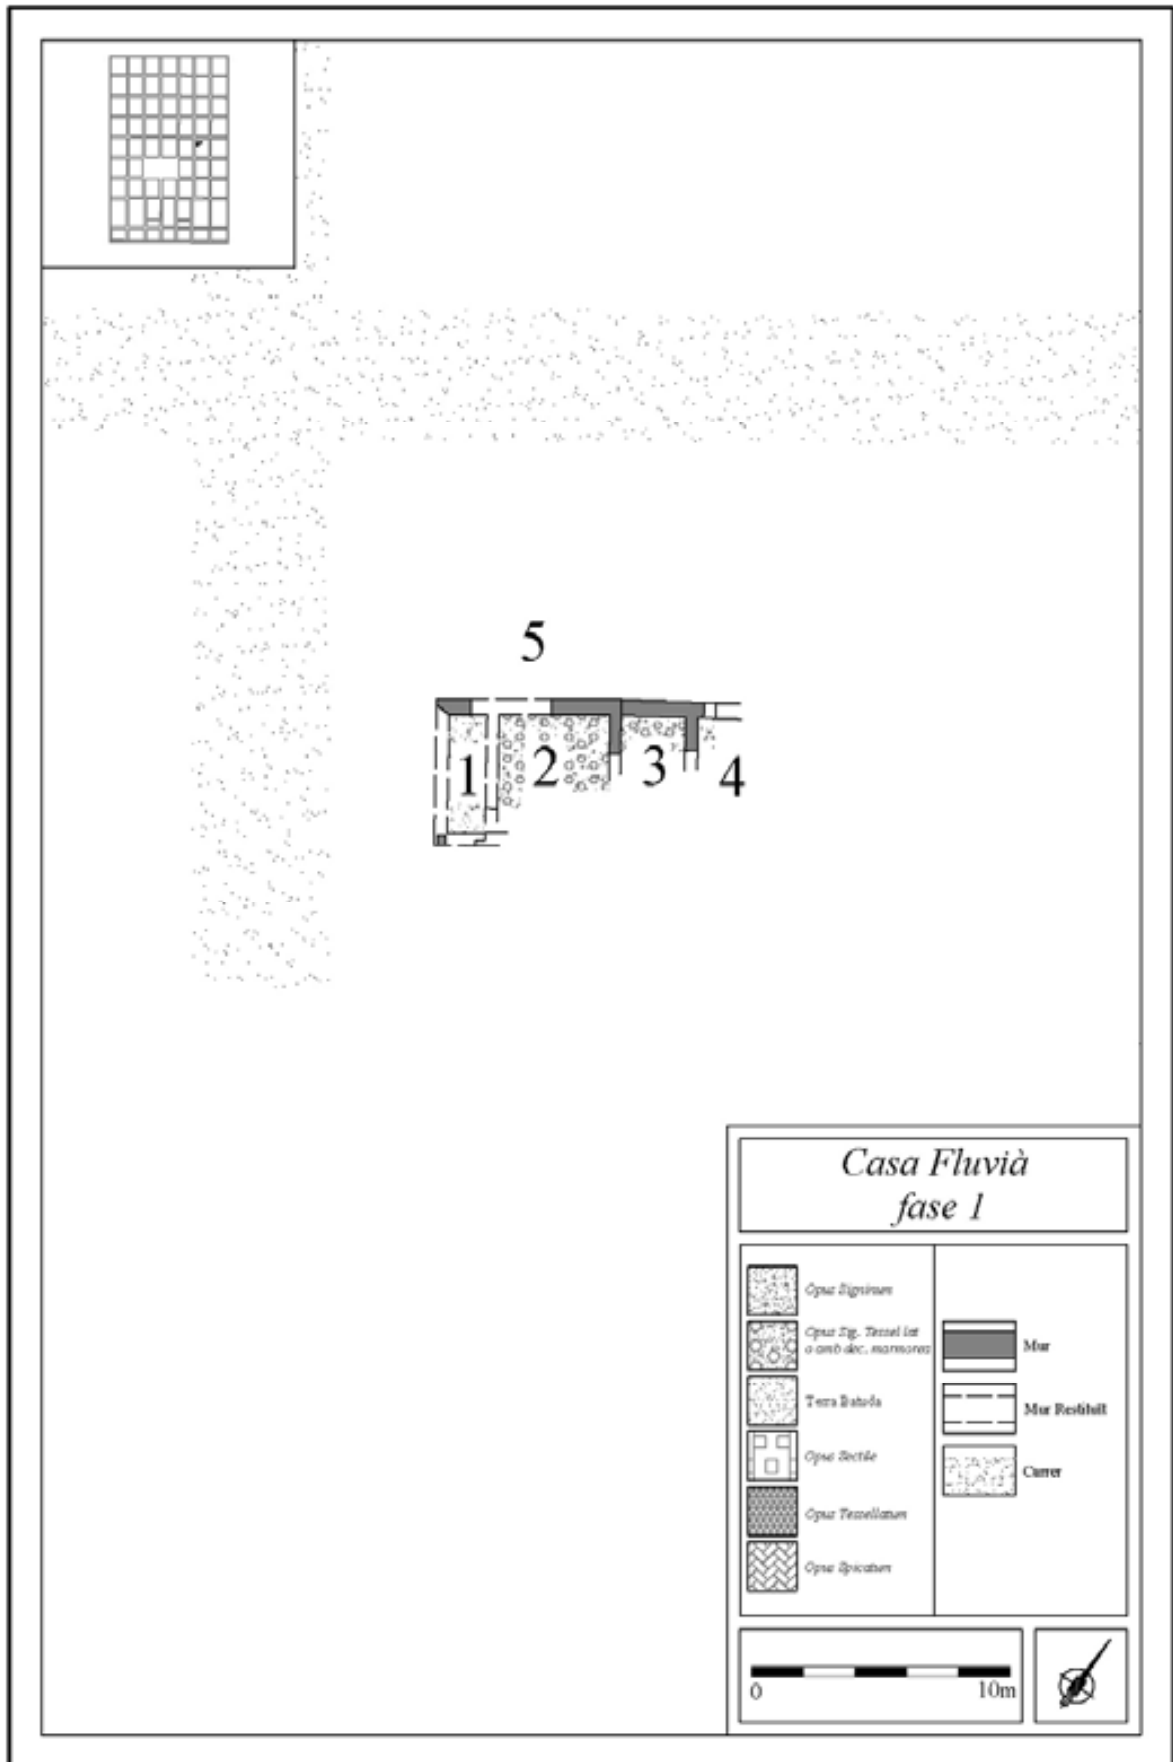 5
1
2
3
4
Casa Fluvià
fase 1
Opus Signinum
Opus Sig. Tessel lat
o amb dec. marmorea
Terra Batuda
Opus Sectile
Opus Tessellatum
Opus Spicatum
Mur
Mur Restituït
Carrer
0 10m